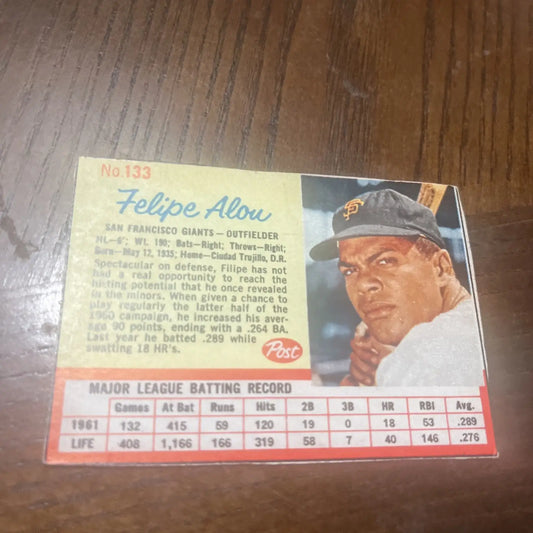 No.133
Felipe Alou
SAN FRANCISCO GIANTS — OUTFIELDER
Ht.—6'; Wt. 190; Bats—Right; Throws—Right;
Born—May 12, 1935; Home—Ciudad Trujillo, D.R.
Spectacular on defense, Filipe has not
had a real opportunity to reach the
hitting potential that he once revealed
in the minors. When given a chance to
play regularly the latter half of the
1960 campaign, he increased his aver-
age 90 points, ending with a .264 BA.
Last year he batted .289 while
swatting 18 HR's.
Post
SF
MAJOR LEAGUE BATTING RECORD
Games At Bat Runs Hits 2B 3B HR RBI Avg.
1961 132 415 59 120 19 0 18 53 .289
LIFE 408 1,166 166 319 58 7 40 146 .276